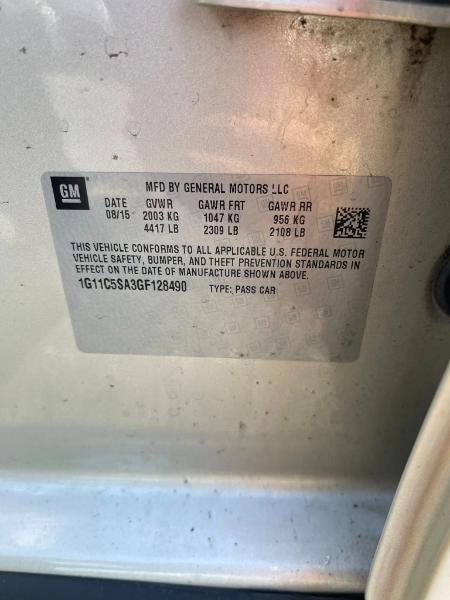 GM
MFD BY GENERAL MOTORS LLC
DATE GVWR GAWR FRT GAWR RR
08/15 2003 KG 1047 KG 956 KG
4417 LB 2309 LB 2108 LB
THIS VEHICLE CONFORMS TO ALL APPLICABLE U.S. FEDERAL MOTOR
VEHICLE SAFETY, BUMPER, AND THEFT PREVENTION STANDARDS IN
EFFECT ON THE DATE OF MANUFACTURE SHOWN ABOVE.
1G11C5SA3GF128490 TYPE: PASS CAR